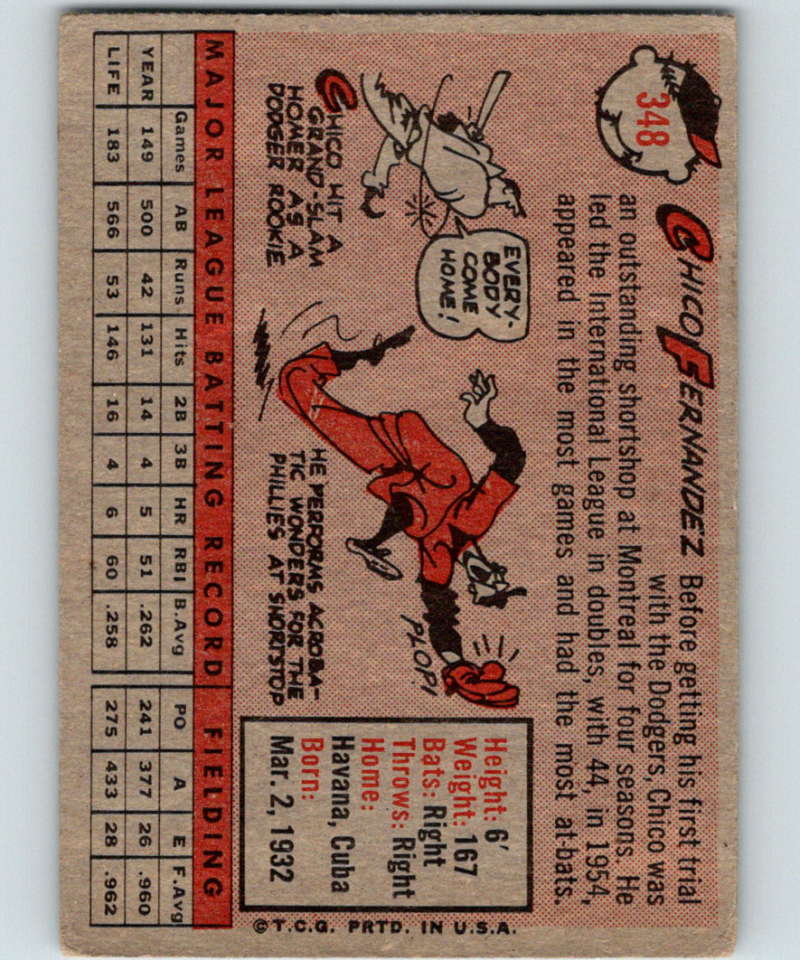 348
CHICO FERNANDEZ Before getting his first trial
with the Dodgers, Chico was
an outstanding shortshop at Montreal for four seasons. He
led the International League in doubles, with 44, in 1954,
appeared in the most games and had the most at-bats.
EVERY-
BODY
COME
HOME!
CHICO HIT A
GRAND-SLAM
HOMER AS A
DODGER ROOKIE
PLOP!
HE PERFORMS ACROBA-
TIC WONDERS FOR THE
PHILLIES AT SHORTSTOP
Height: 6'
Weight: 167
Bats: Right
Throws: Right
Home:
Havana, Cuba
Born:
Mar. 2, 1932
©T.C.G. PRTD. IN U.S.A.
MAJOR LEAGUE BATTING RECORD FIELDING
Games AB Runs Hits 2B 3B HR RBI B.Avg PO A E F.Avg
YEAR 149 500 42 131 14 4 5 51 .262 241 377 26 .960
LIFE 183 566 53 146 16 4 6 60 .258 275 433 28 .962